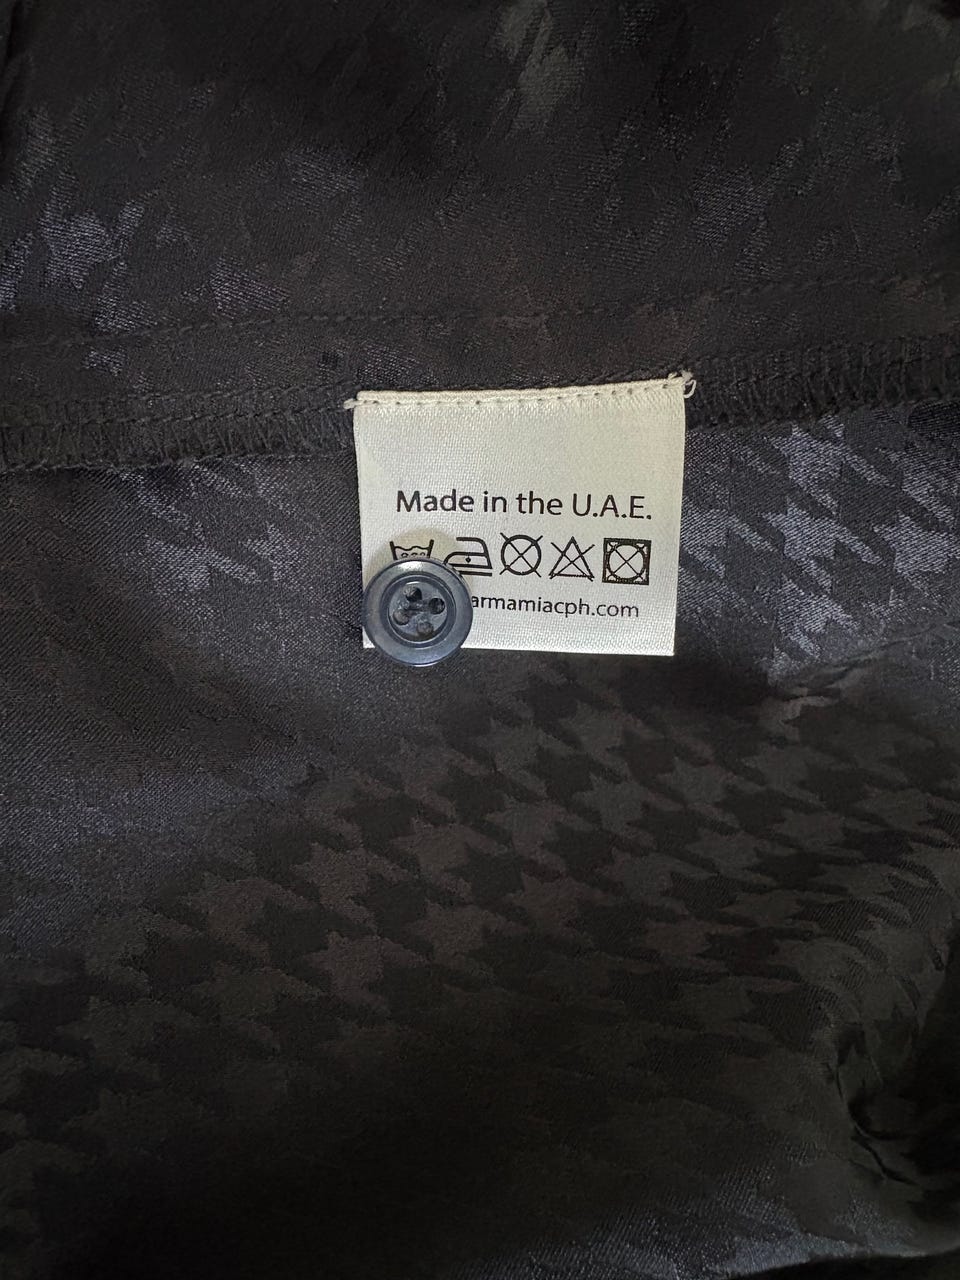 Made in the U.A.E.
armamiacph.com